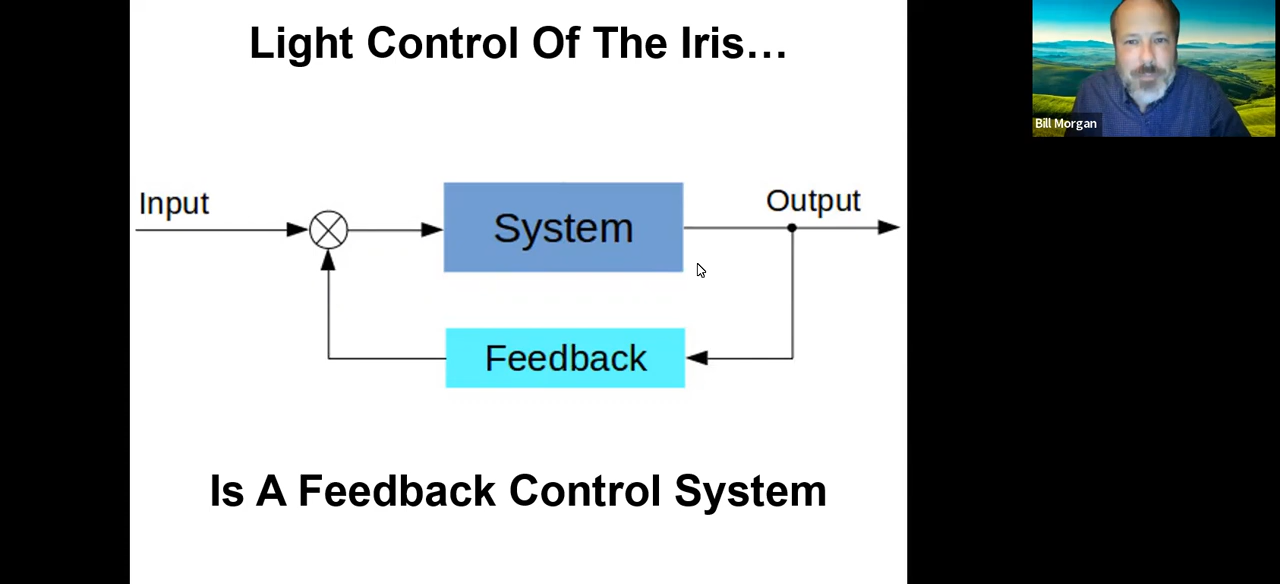 Light Control Of The Iris…
Bill Morgan
Input
Output
System
Feedback
Is A Feedback Control System